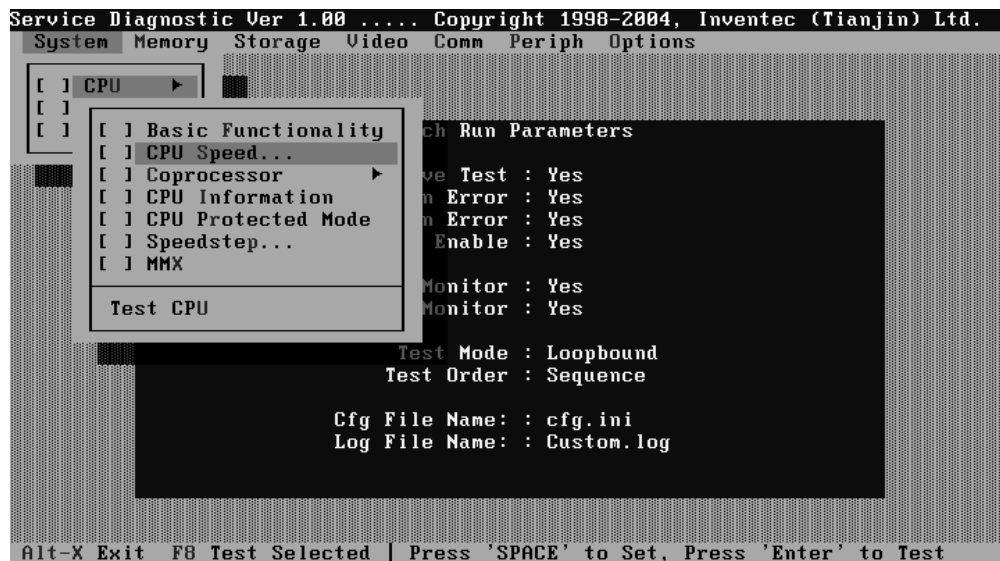 Service Diagnostic Ver 1.00 ..... Copyright 1998-2004, Inventec (Tianjin) Ltd.
System Memory Storage Video Comm Periph Options
[ ] CPU ►
[ ]
[ ]
[ ] Basic Functionality
[ ] CPU Speed...
[ ] Coprocessor ►
[ ] CPU Information
[ ] CPU Protected Mode
[ ] Speedstep...
[ ] MMX
Test CPU
ch Run Parameters
ve Test : Yes
n Error : Yes
n Error : Yes
Enable : Yes
Monitor : Yes
Monitor : Yes
Test Mode : Loopbound
Test Order : Sequence
Cfg File Name: : cfg.ini
Log File Name: : Custom.log
Alt-X Exit F8 Test Selected | Press 'SPACE' to Set, Press 'Enter' to Test